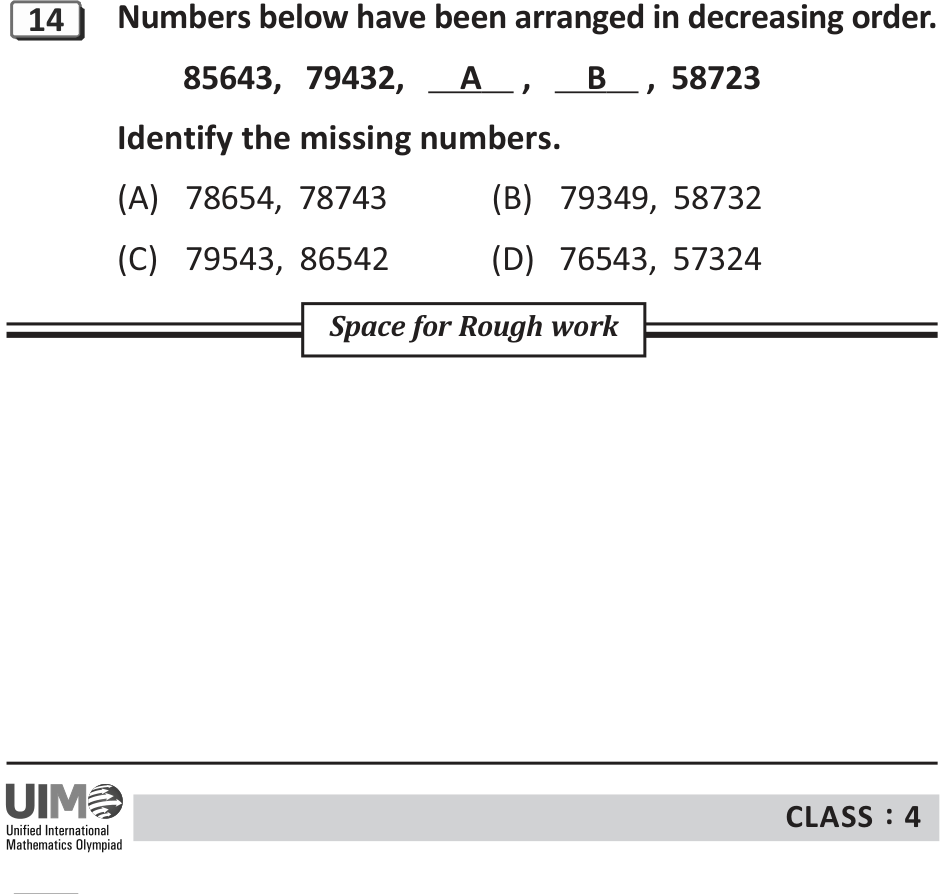 14 Numbers below have been arranged in decreasing order.
85643, 79432, A , B , 58723
Identify the missing numbers.
(A) 78654, 78743 (B) 79349, 58732
(C) 79543, 86542 (D) 76543, 57324
Space for Rough work
UIMO
Unified International
Mathematics Olympiad
CLASS : 4